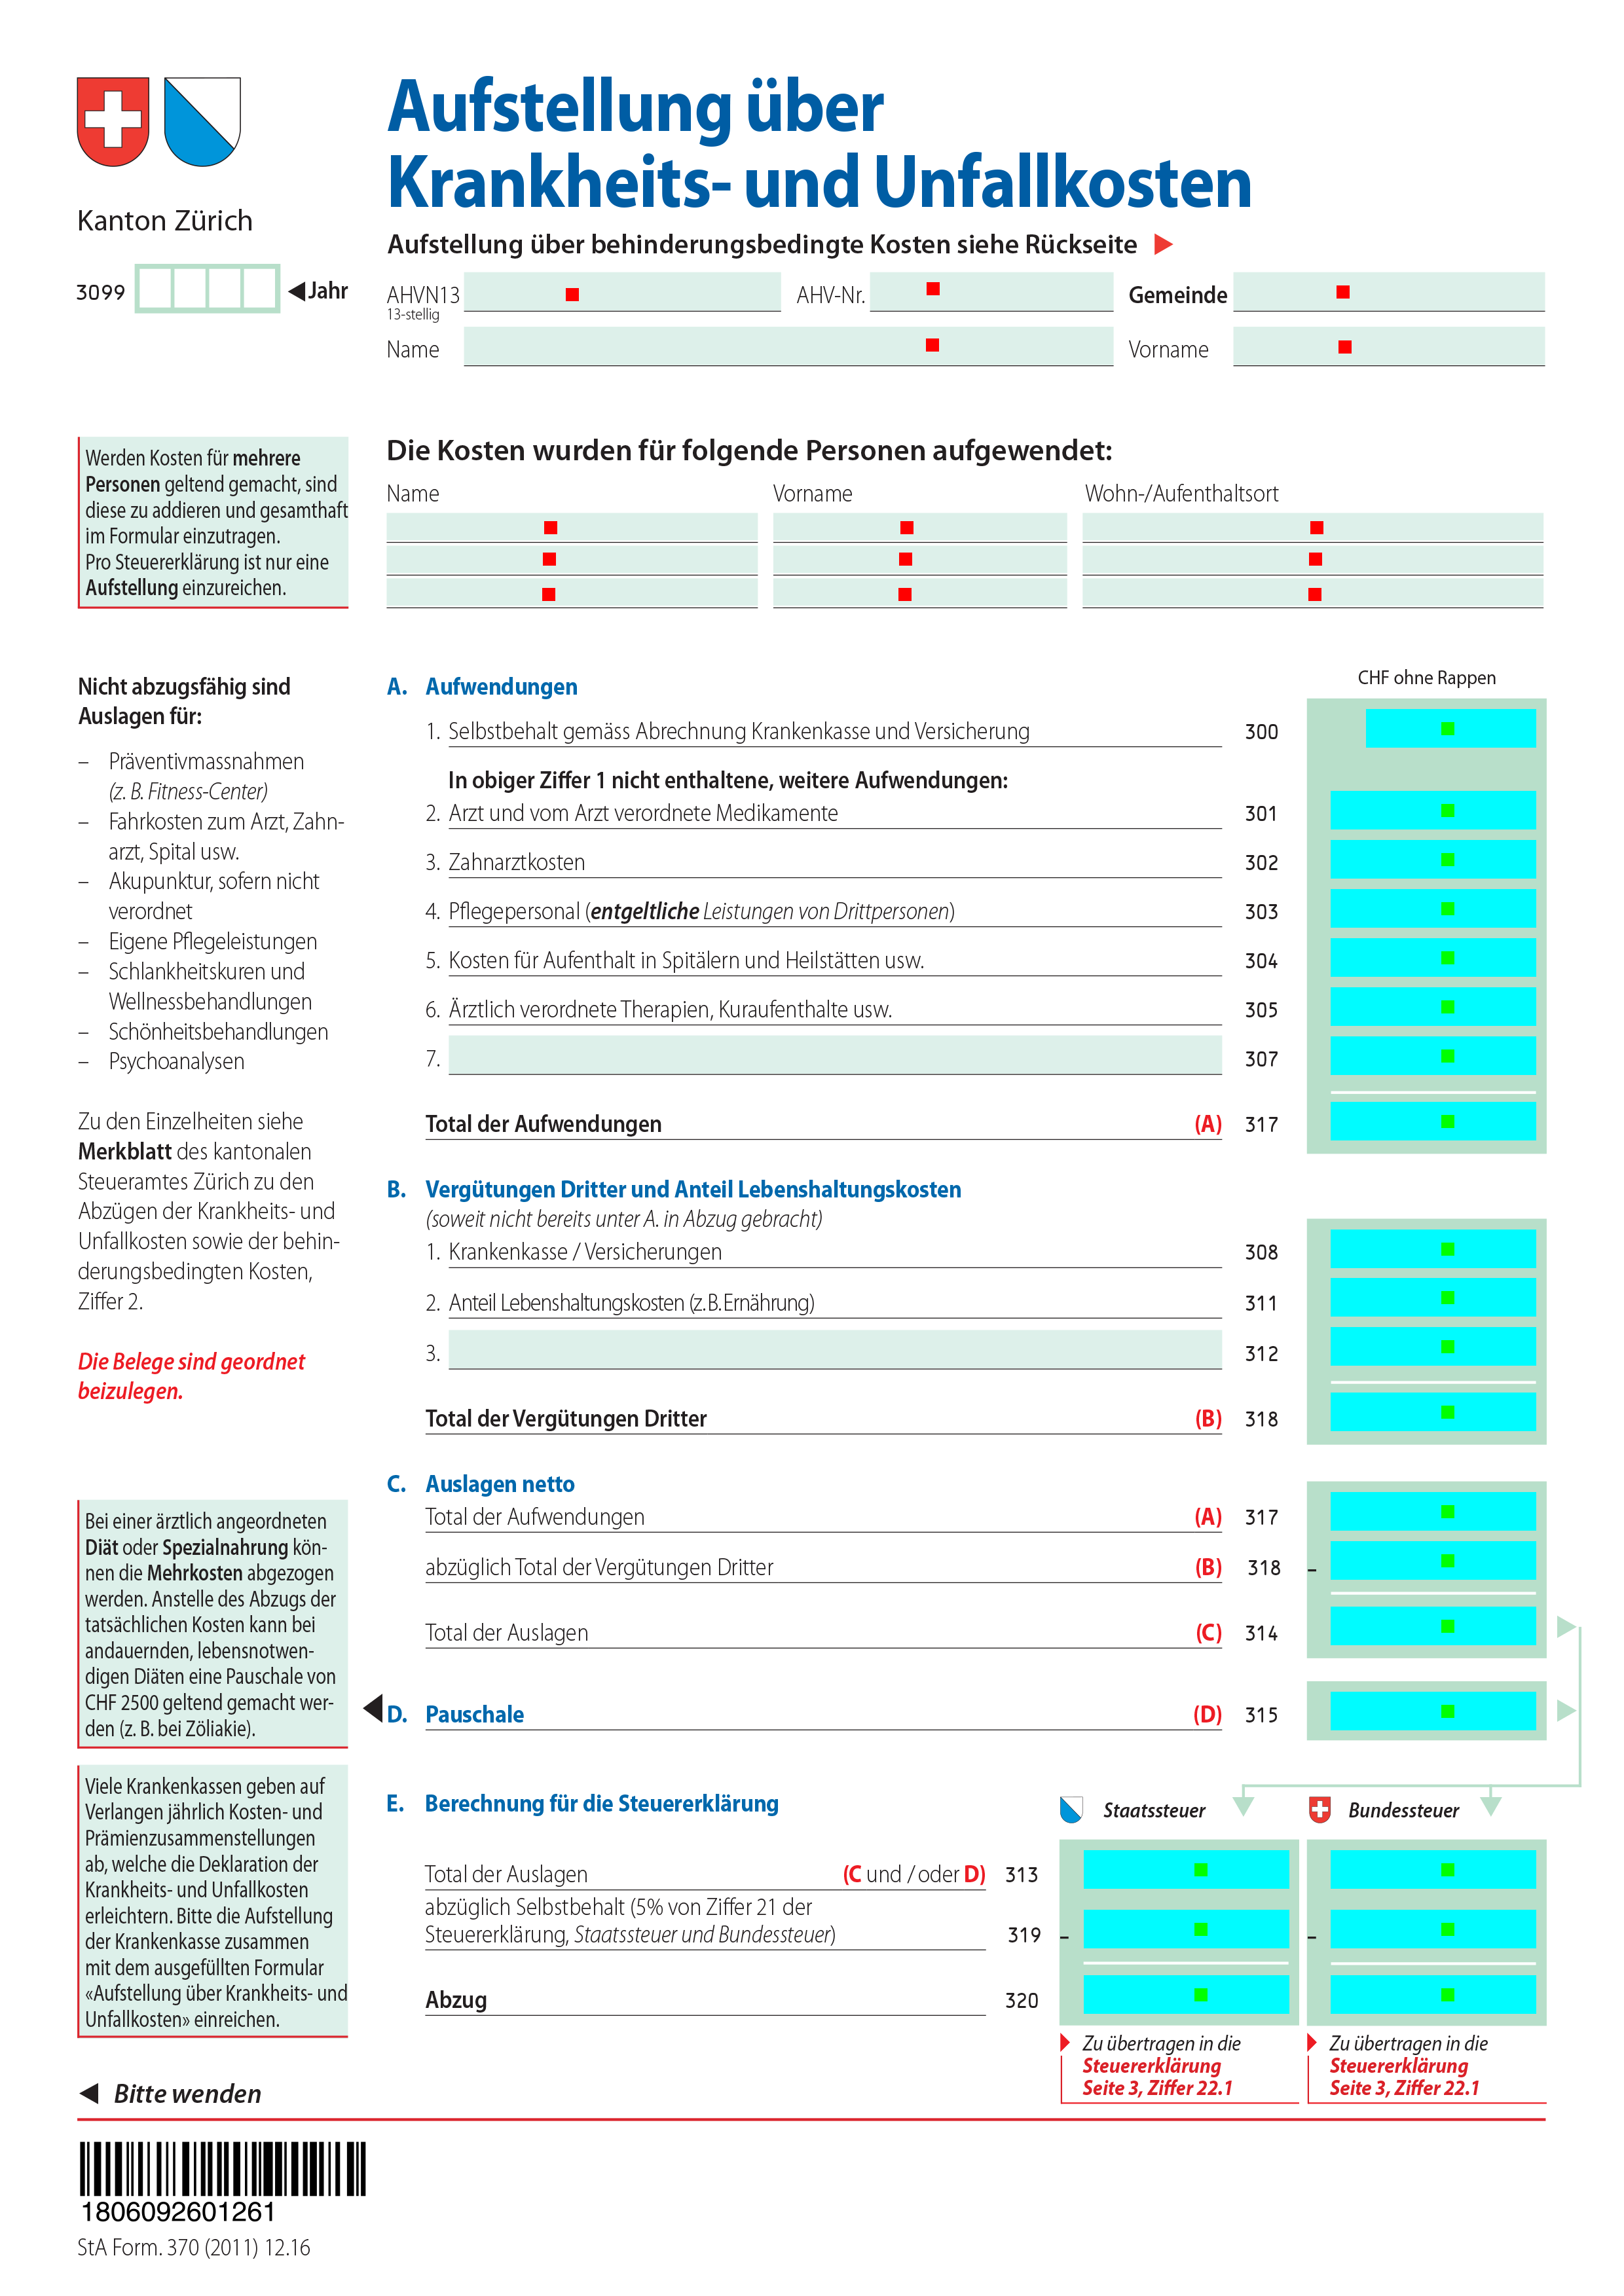 Aufstellung über
Krankheits- und Unfallkosten
Kanton Zürich
Aufstellung über behinderungsbedingte Kosten siehe Rückseite
3099 Jahr
AHVN13 AHV-Nr. Gemeinde
13-stellig
Name Vorname
Werden Kosten für mehrere
Personen geltend gemacht, sind
diese zu addieren und gesamthaft
im Formular einzutragen.
Pro Steuererklärung ist nur eine
Aufstellung einzureichen.
Die Kosten wurden für folgende Personen aufgewendet:
Name Vorname Wohn-/Aufenthaltsort
Nicht abzugsfähig sind
Auslagen für:
– Präventivmassnahmen
(z. B. Fitness-Center)
– Fahrkosten zum Arzt, Zahn-
arzt, Spital usw.
– Akupunktur, sofern nicht
verordnet
– Eigene Pflegeleistungen
– Schlankheitskuren und
Wellnessbehandlungen
– Schönheitsbehandlungen
– Psychoanalysen
Zu den Einzelheiten siehe
Merkblatt des kantonalen
Steueramtes Zürich zu den
Abzügen der Krankheits- und
Unfallkosten sowie der behin-
derungsbedingten Kosten,
Ziffer 2.
Die Belege sind geordnet
beizulegen.
CHF ohne Rappen
A. Aufwendungen
1. Selbstbehalt gemäss Abrechnung Krankenkasse und Versicherung 300
In obiger Ziffer 1 nicht enthaltene, weitere Aufwendungen:
2. Arzt und vom Arzt verordnete Medikamente 301
3. Zahnarztkosten 302
4. Pflegepersonal (entgeltliche Leistungen von Drittpersonen) 303
5. Kosten für Aufenthalt in Spitälern und Heilstätten usw. 304
6. Ärztlich verordnete Therapien, Kuraufenthalte usw. 305
7. 307
Total der Aufwendungen (A) 317
B. Vergütungen Dritter und Anteil Lebenshaltungskosten
(soweit nicht bereits unter A. in Abzug gebracht)
1. Krankenkasse / Versicherungen 308
2. Anteil Lebenshaltungskosten (z.B. Ernährung) 311
3. 312
Total der Vergütungen Dritter (B) 318
C. Auslagen netto
Total der Aufwendungen (A) 317
abzüglich Total der Vergütungen Dritter (B) 318 –
Total der Auslagen (C) 314
Bei einer ärztlich angeordneten
Diät oder Spezialnahrung kön-
nen die Mehrkosten abgezogen
werden. Anstelle des Abzugs der
tatsächlichen Kosten kann bei
andauernden, lebensnotwen-
digen Diäten eine Pauschale von
CHF 2500 geltend gemacht wer-
den (z. B. bei Zöliakie).
D. Pauschale (D) 315
Viele Krankenkassen geben auf
Verlangen jährlich Kosten- und
Prämienzusammenstellungen
ab, welche die Deklaration der
Krankheits- und Unfallkosten
erleichtern. Bitte die Aufstellung
der Krankenkasse zusammen
mit dem ausgefüllten Formular
«Aufstellung über Krankheits- und
Unfallkosten» einreichen.
E. Berechnung für die Steuererklärung Staatssteuer Bundessteuer
Total der Auslagen (C und / oder D) 313
abzüglich Selbstbehalt (5% von Ziffer 21 der
Steuererklärung, Staatssteuer und Bundessteuer) 319 – –
Abzug 320
Zu übertragen in die
Steuererklärung
Seite 3, Ziffer 22.1
Zu übertragen in die
Steuererklärung
Seite 3, Ziffer 22.1
Bitte wenden
1806092601261
StA Form. 370 (2011) 12.16